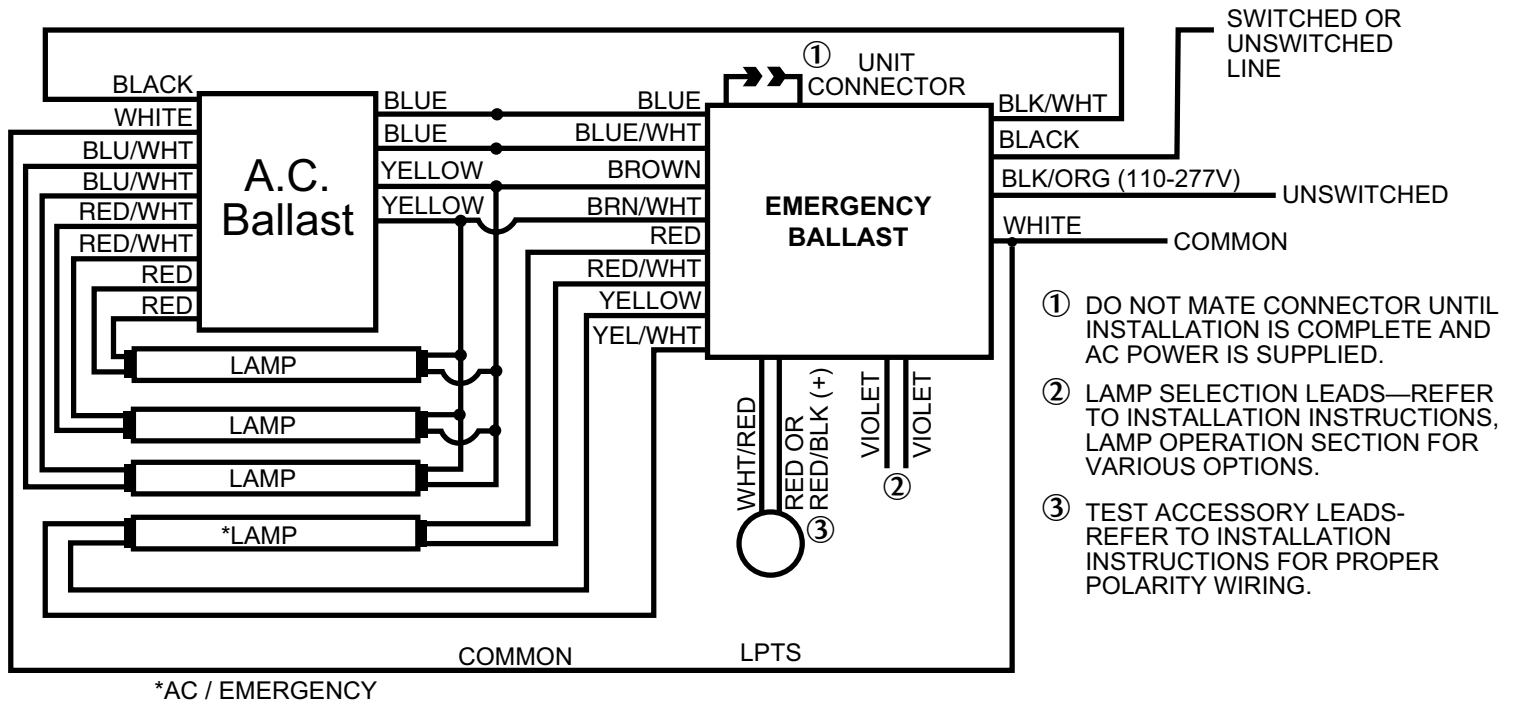 SWITCHED OR
UNSWITCHED
LINE
① UNIT
CONNECTOR
BLACK
WHITE
BLU/WHT
BLU/WHT
RED/WHT
RED/WHT
RED
RED
A.C.
Ballast
BLUE
BLUE
YELLOW
YELLOW
BLUE
BLUE/WHT
BROWN
BRN/WHT
RED
RED/WHT
YELLOW
YEL/WHT
EMERGENCY
BALLAST
BLK/WHT
BLACK
BLK/ORG (110-277V)
UNSWITCHED
WHITE
COMMON
LAMP
LAMP
LAMP
*LAMP
WHT/RED
RED OR
RED/BLK (+)
③
VIOLET
VIOLET
②
① DO NOT MATE CONNECTOR UNTIL
INSTALLATION IS COMPLETE AND
AC POWER IS SUPPLIED.
② LAMP SELECTION LEADS—REFER
TO INSTALLATION INSTRUCTIONS,
LAMP OPERATION SECTION FOR
VARIOUS OPTIONS.
③ TEST ACCESSORY LEADS-
REFER TO INSTALLATION
INSTRUCTIONS FOR PROPER
POLARITY WIRING.
COMMON
LPTS
*AC / EMERGENCY